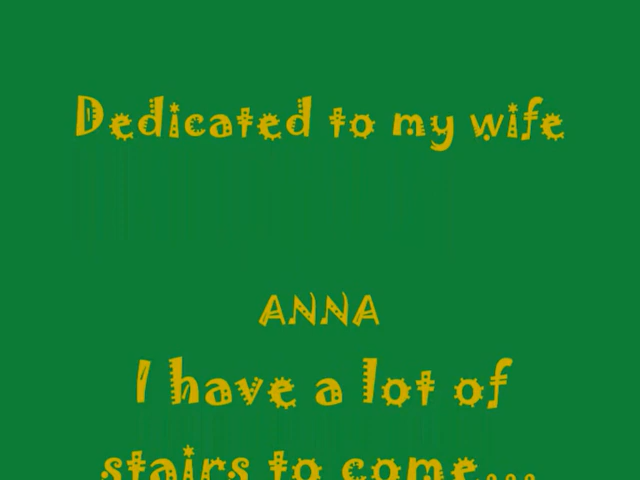 Dedicated to my wife
ANNA
I have a lot of
stairs to come...